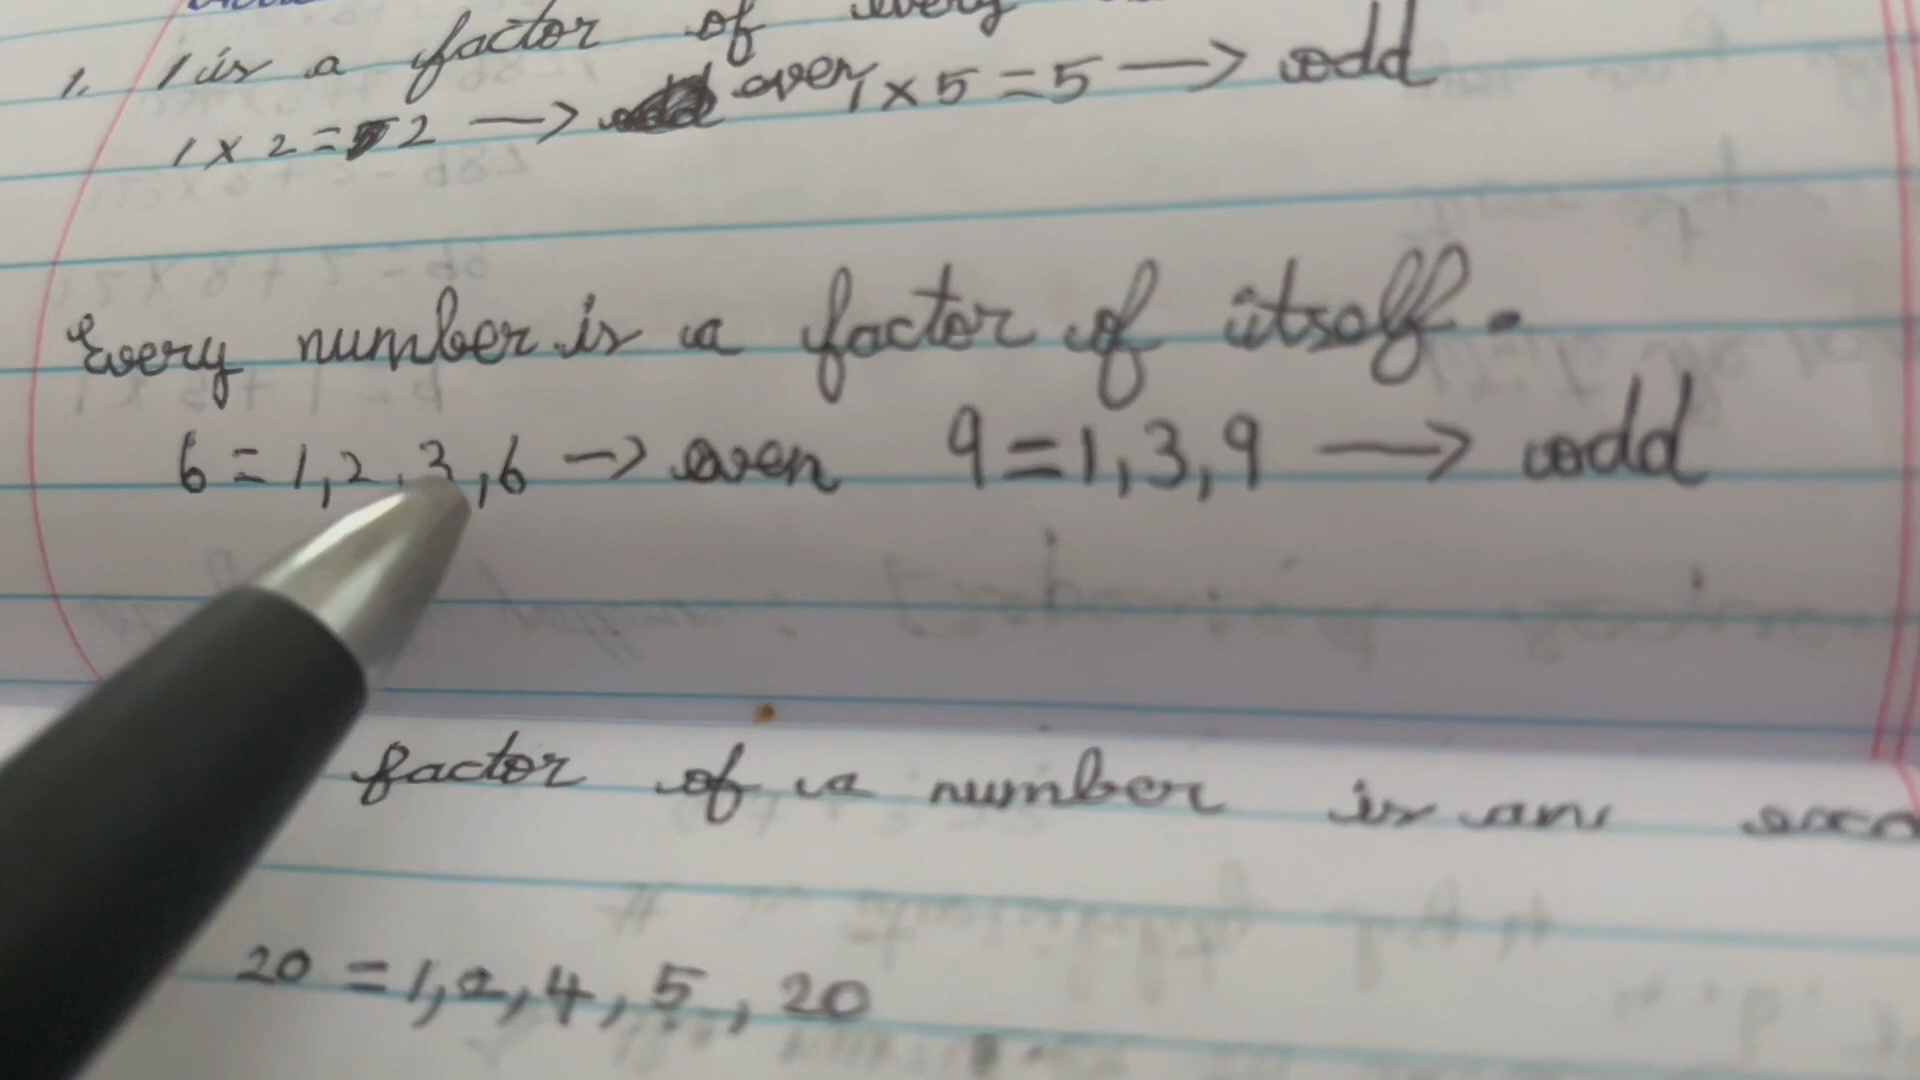 1. 1 is a factor of every
1 x 2 = 2 → even 1 x 5 = 5 → odd
Every number is a factor of itself.
6 = 1, 2, 3, 6 → even 9 = 1, 3, 9 → odd
factor of a number is an
20 = 1, 2, 4, 5, 20